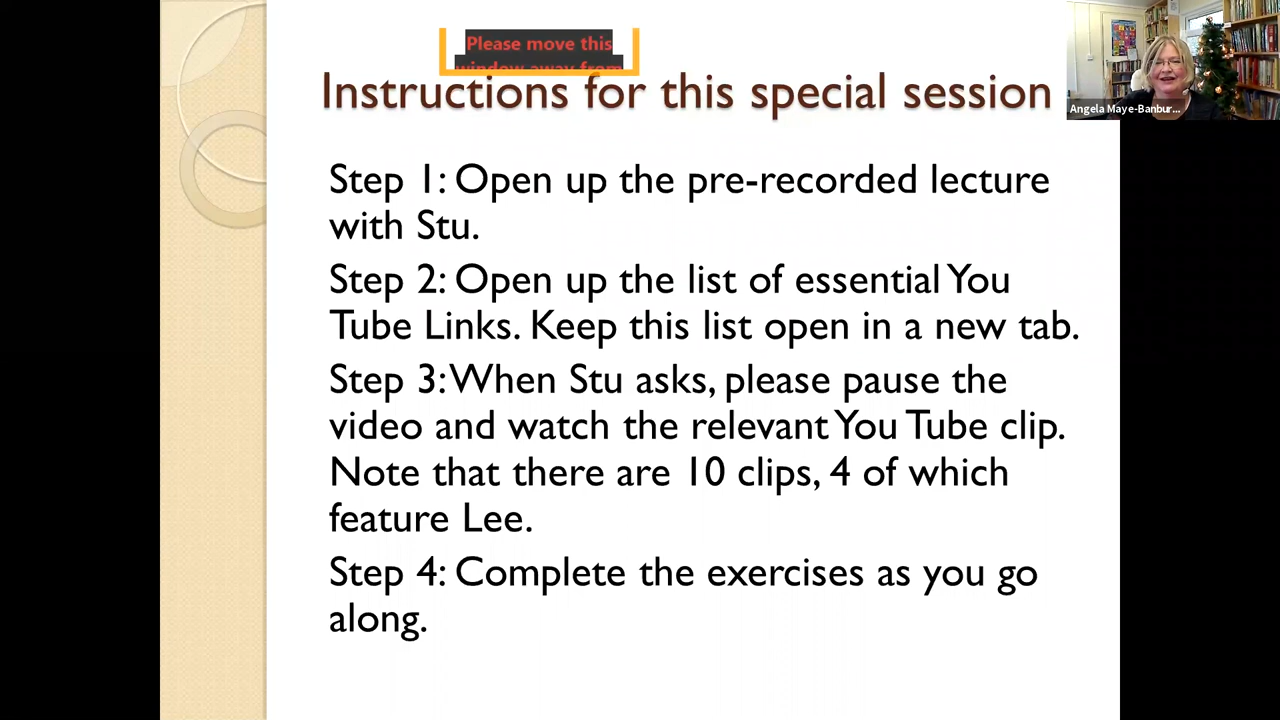 Please move this
window away from
Instructions for this special session
Angela Maye-Banbur...
Step 1: Open up the pre-recorded lecture
with Stu.
Step 2: Open up the list of essential You
Tube Links. Keep this list open in a new tab.
Step 3: When Stu asks, please pause the
video and watch the relevant You Tube clip.
Note that there are 10 clips, 4 of which
feature Lee.
Step 4: Complete the exercises as you go
along.